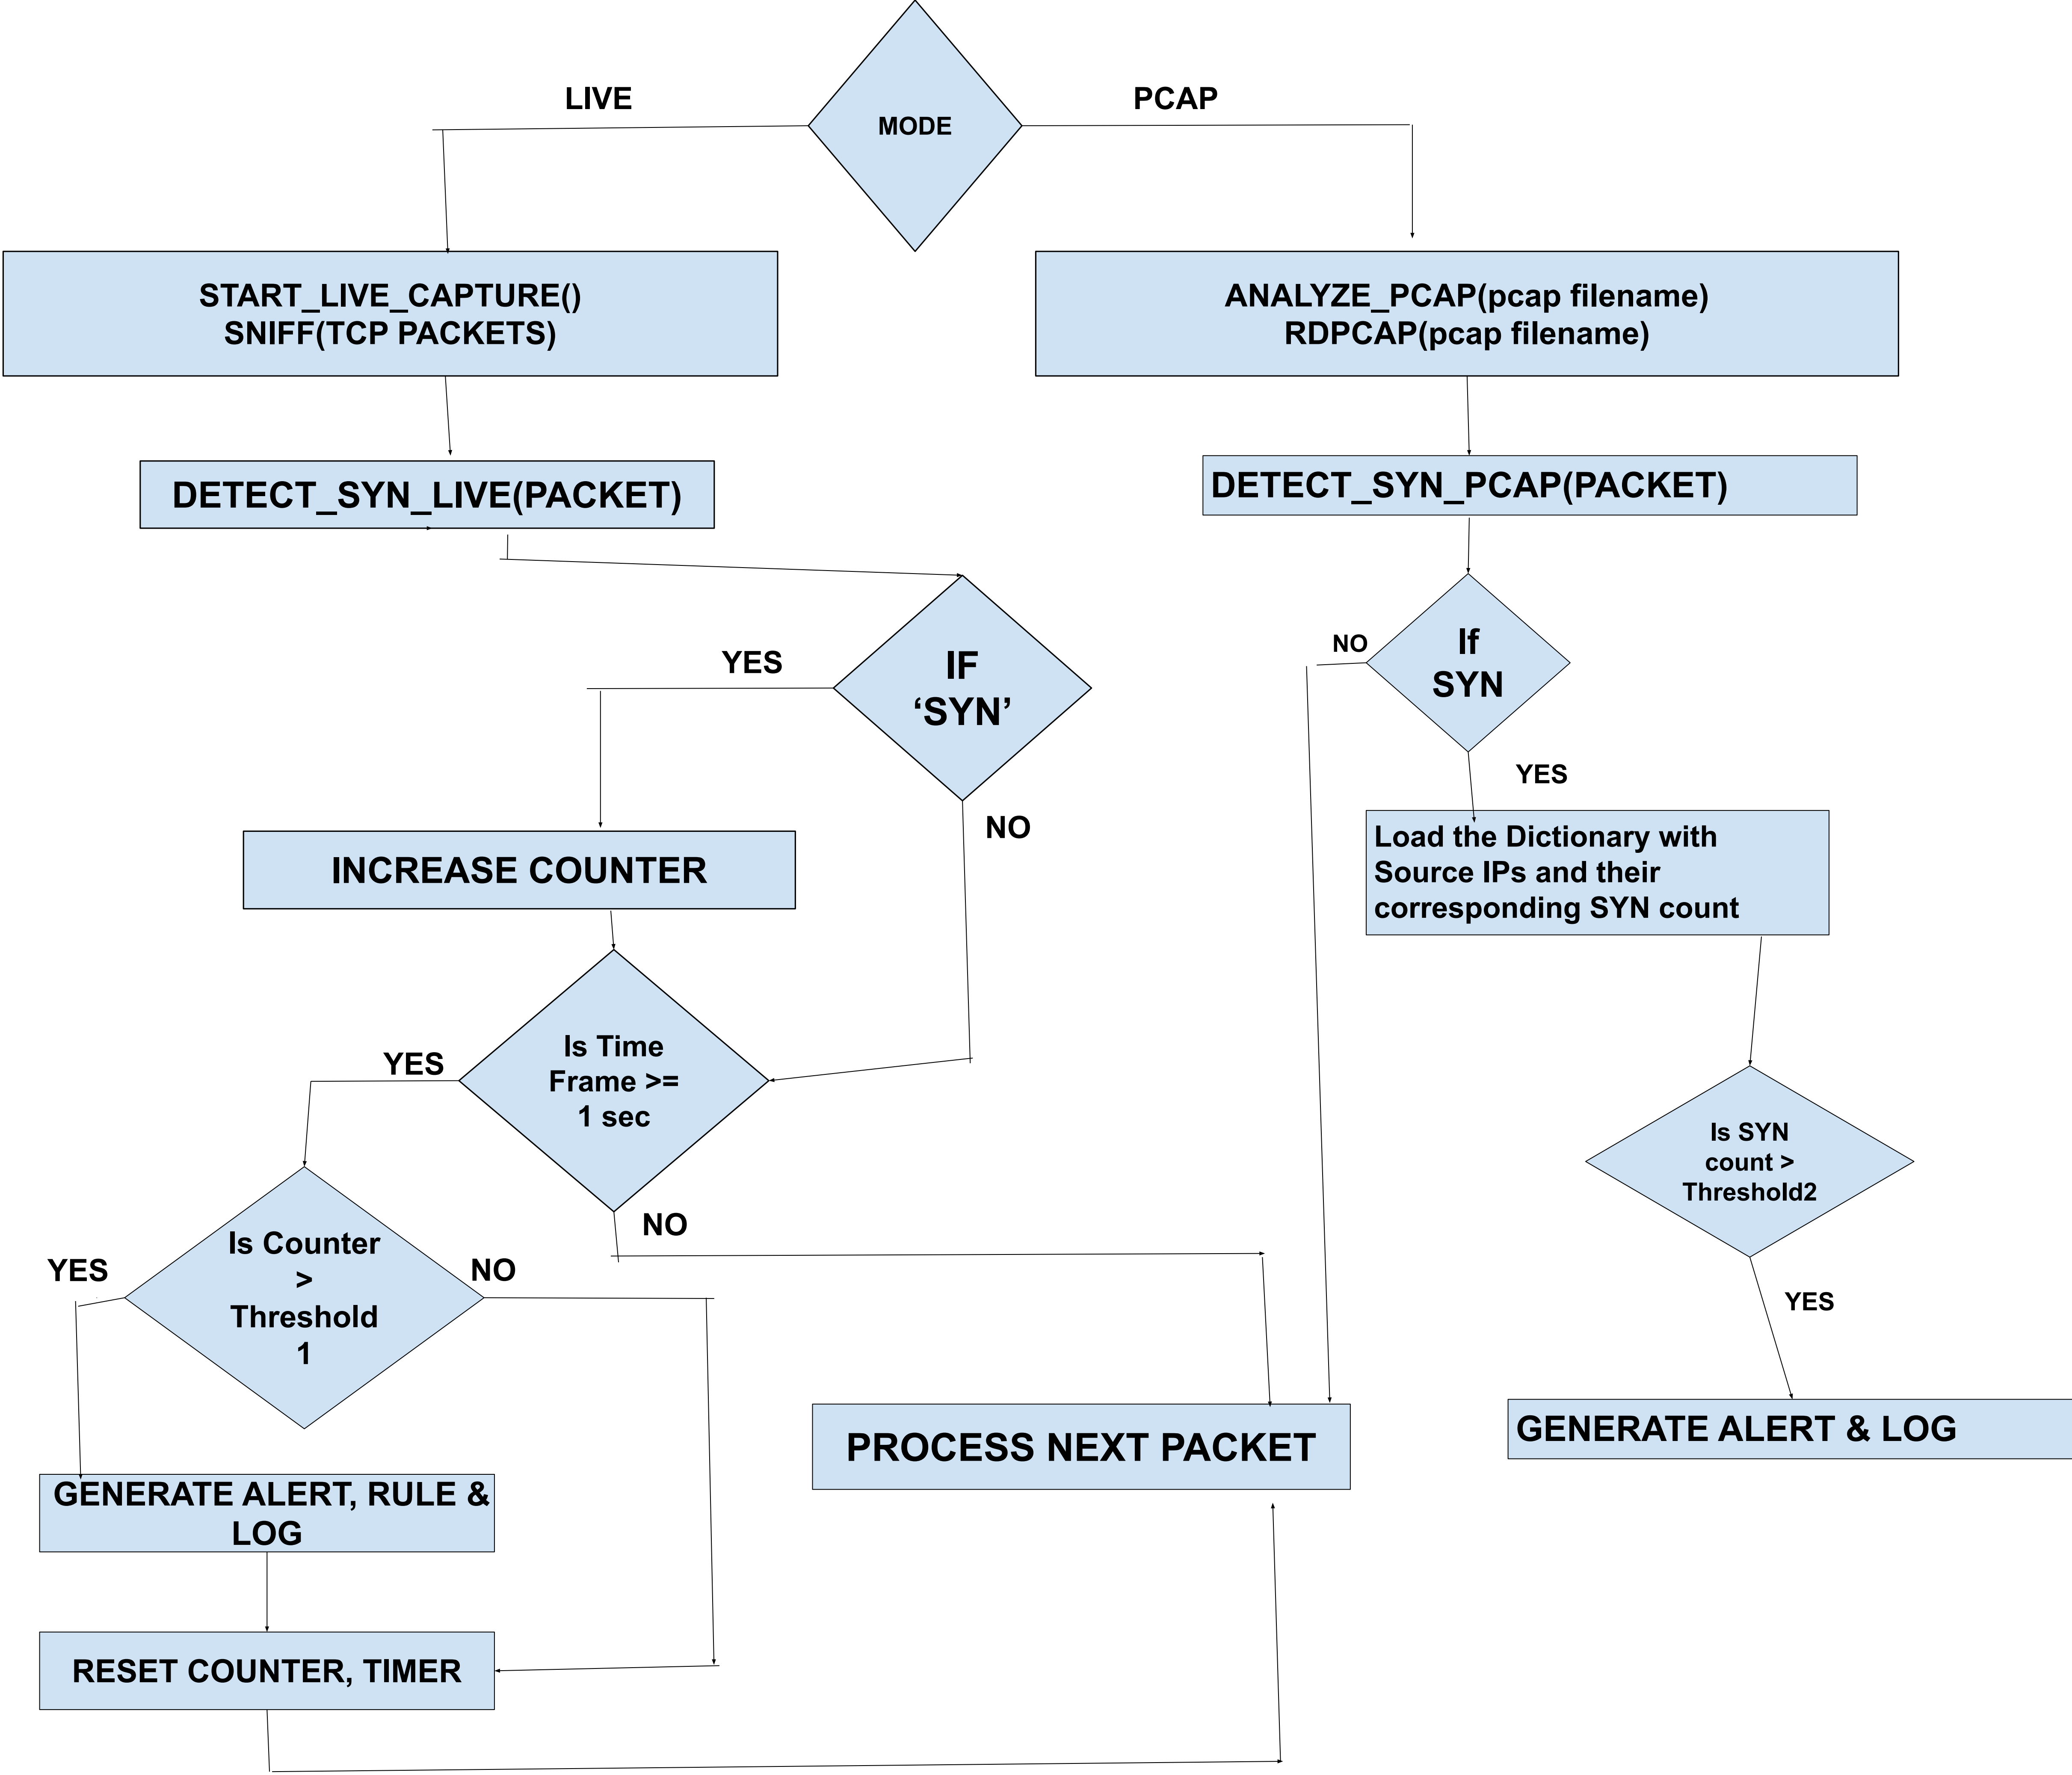 LIVE
PCAP
MODE
START_LIVE_CAPTURE()
SNIFF(TCP PACKETS)
ANALYZE_PCAP(pcap filename)
RDPCAP(pcap filename)
DETECT_SYN_LIVE(PACKET)
DETECT_SYN_PCAP(PACKET)
YES
IF
‘SYN’
NO
NO
If
SYN
YES
INCREASE COUNTER
Load the Dictionary with
Source IPs and their
corresponding SYN count
YES
Is Time
Frame >=
1 sec
NO
Is SYN
count >
Threshold2
YES
YES
Is Counter
>
Threshold
1
NO
GENERATE ALERT, RULE &
LOG
PROCESS NEXT PACKET
GENERATE ALERT & LOG
RESET COUNTER, TIMER